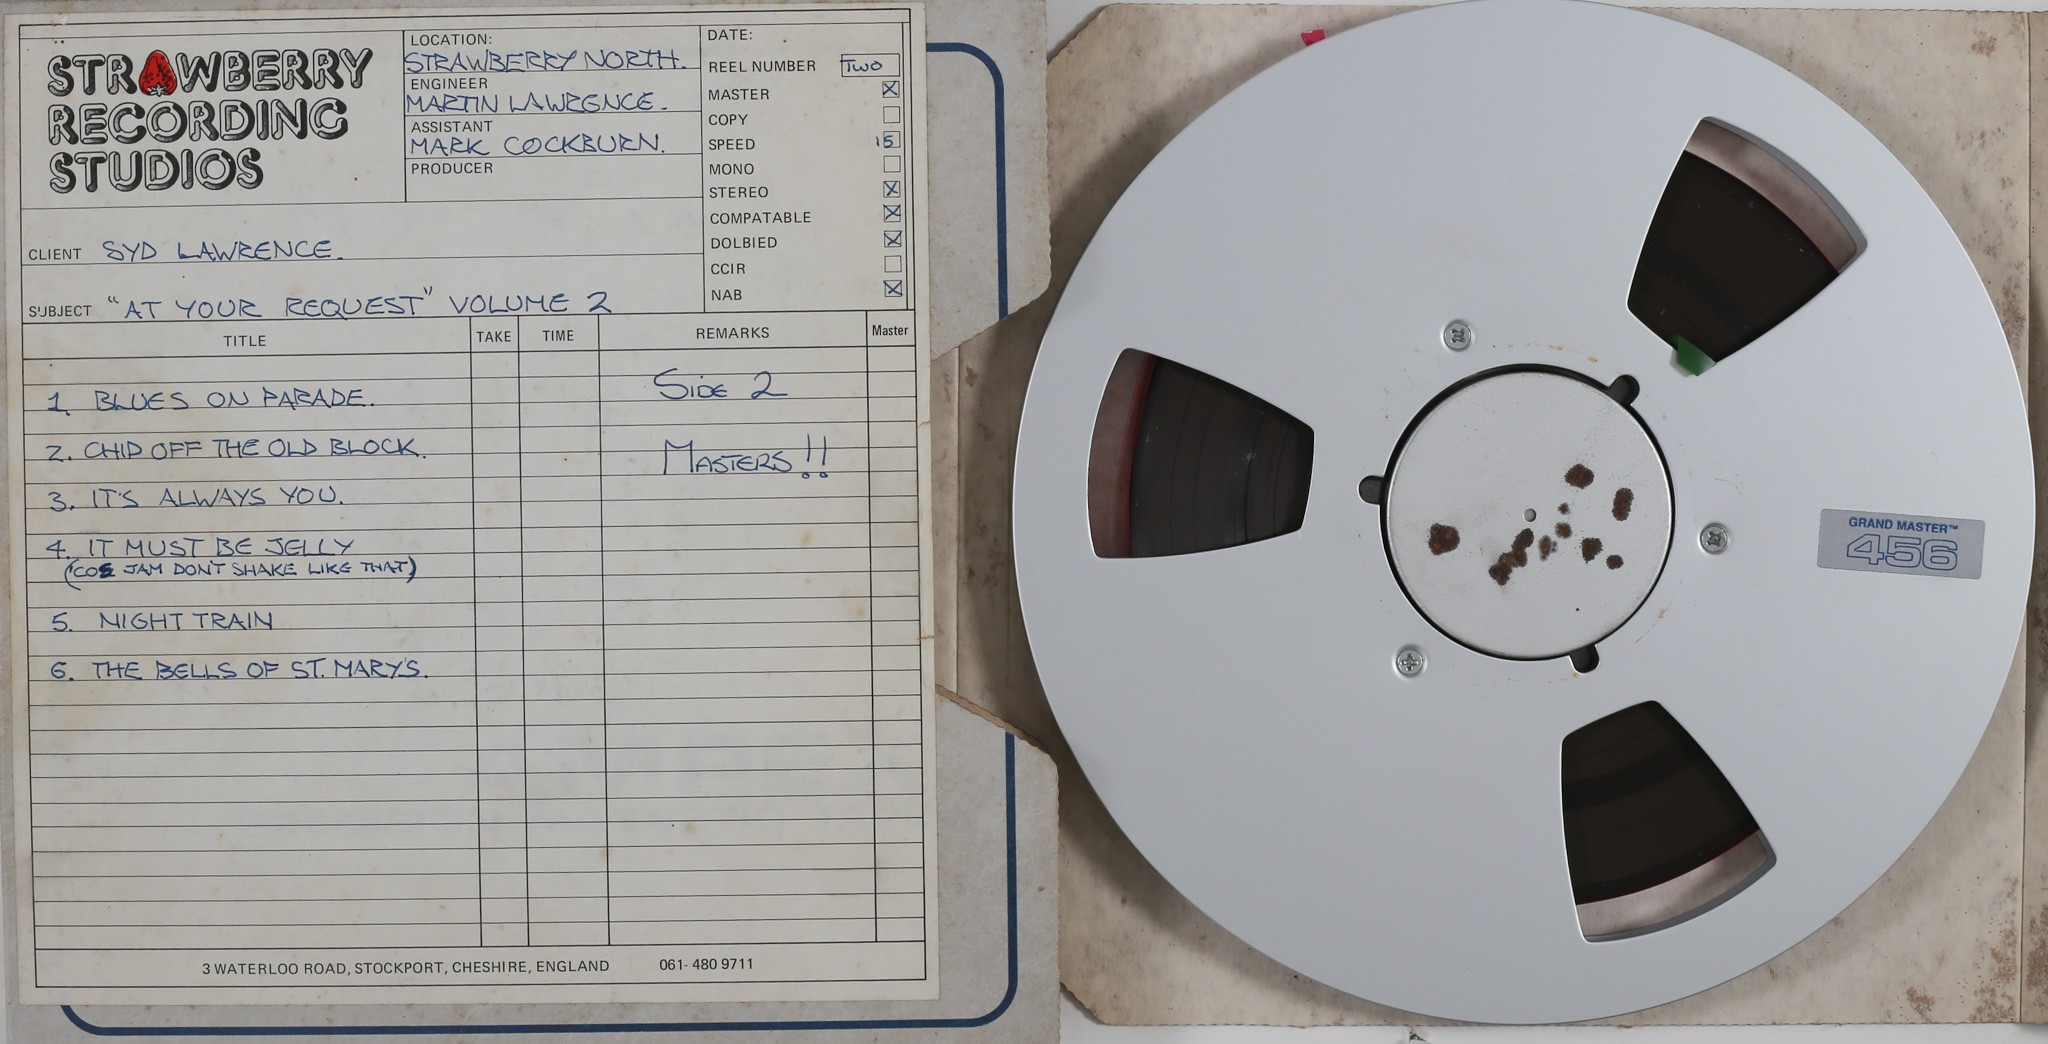 STRAWBERRY
RECORDING
STUDIOS
LOCATION:
STRAWBERRY NORTH.
ENGINEER
MARTIN LAWRENCE.
ASSISTANT
MARK COCKBURN.
PRODUCER
DATE:
REEL NUMBER TWO
MASTER X
COPY
SPEED 15
MONO
STEREO X
COMPATABLE X
DOLBIED X
CCIR
NAB X
CLIENT SYD LAWRENCE.
SUBJECT "AT YOUR REQUEST" VOLUME 2
TITLE TAKE TIME REMARKS Master
Side 2
1. BLUES ON PARADE.
2. CHIP OFF THE OLD BLOCK.
Masters!!
3. IT'S ALWAYS YOU.
4. IT MUST BE JELLY
('COS JAM DON'T SHAKE LIKE THAT)
5. NIGHT TRAIN
6. THE BELLS OF ST. MARY'S.
3 WATERLOO ROAD, STOCKPORT, CHESHIRE, ENGLAND 061- 480 9711
GRAND MASTER™
456